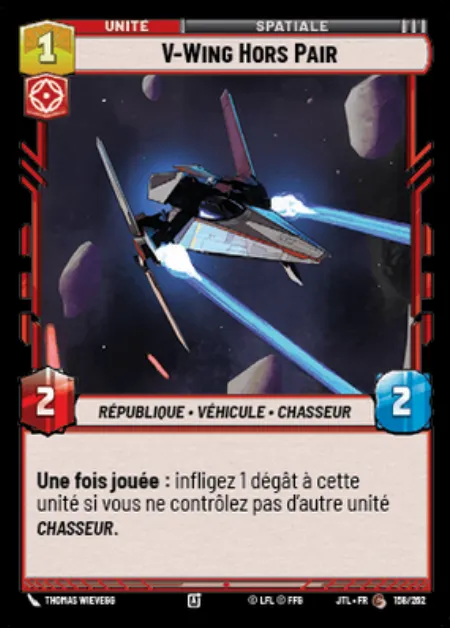 UNITÉ
SPATIALE
1
V-Wing Hors Pair
2
RÉPUBLIQUE • VÉHICULE • CHASSEUR
2
Une fois jouée : infligez 1 dégât à cette
unité si vous ne contrôlez pas d'autre unité
CHASSEUR.
THOMAS WIEVEGG
© LFL © FFG
JTL • FR
C
158/262